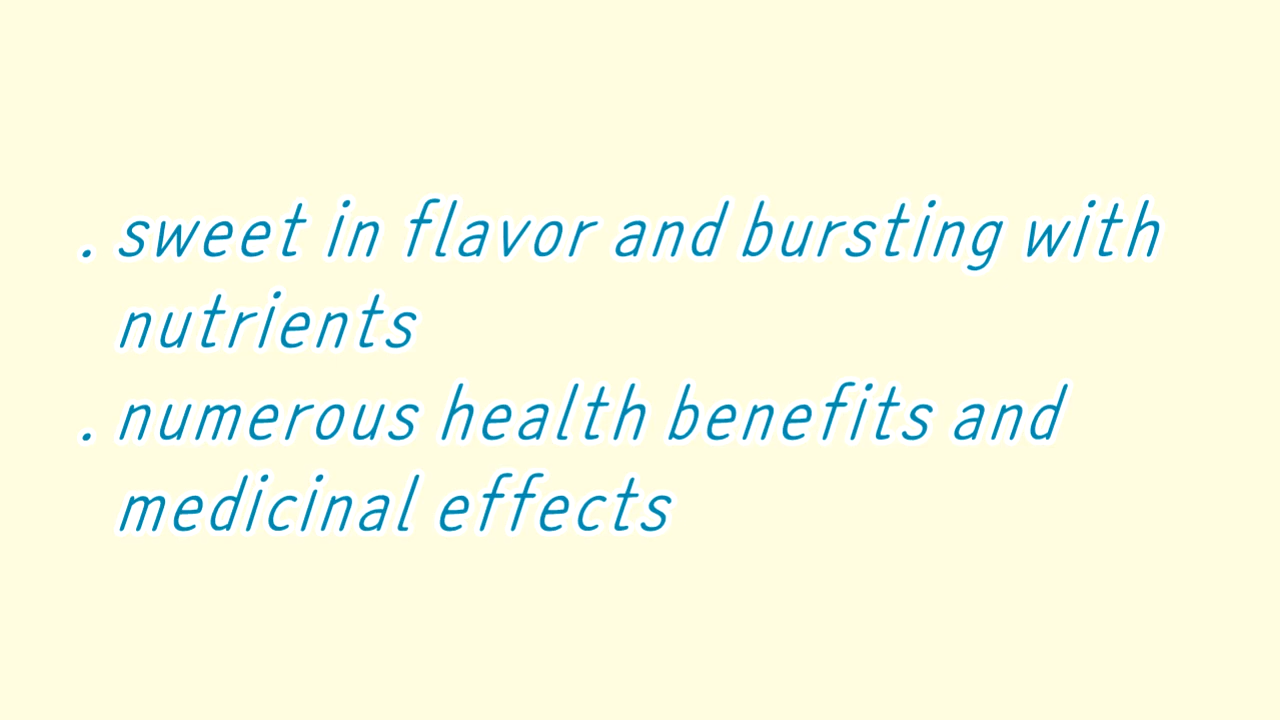 . sweet in flavor and bursting with
nutrients
. numerous health benefits and
medicinal effects